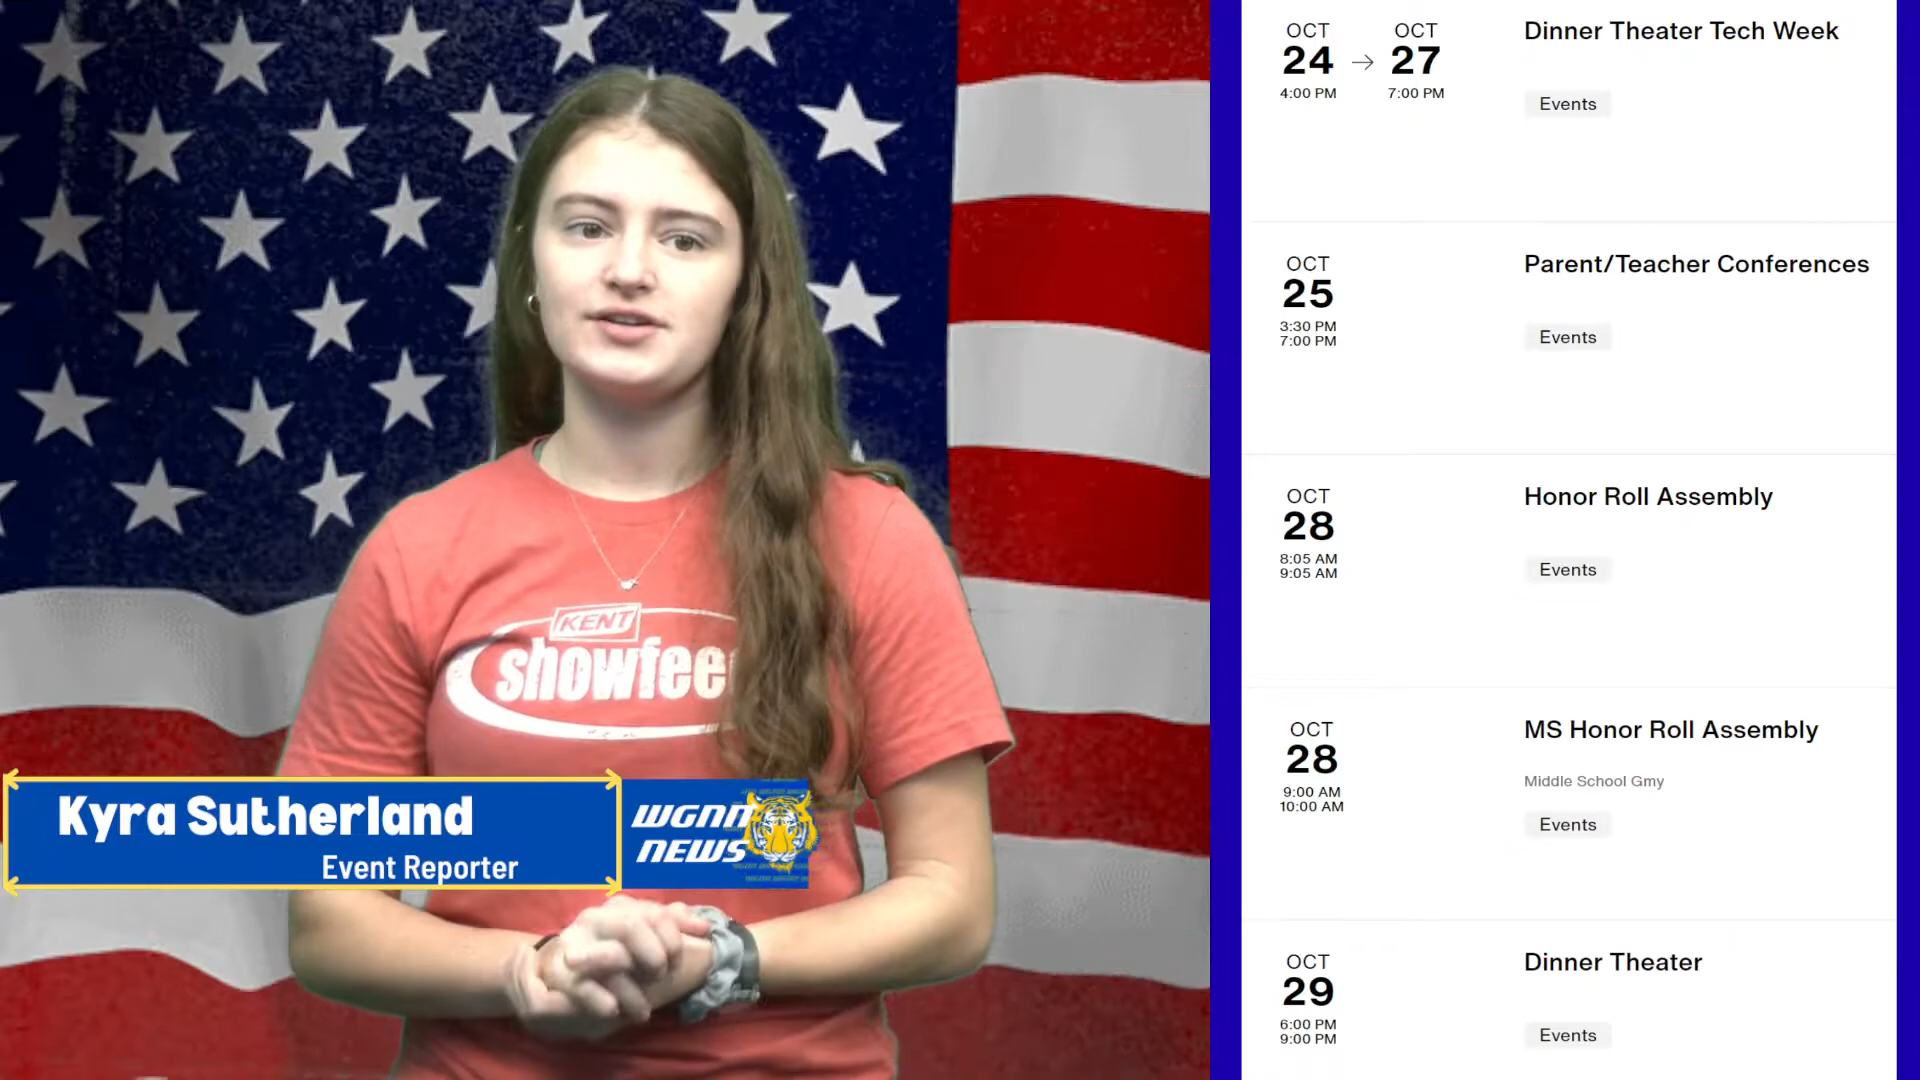 KENT
showfee
Kyra Sutherland
Event Reporter
WGNN
NEWS
OCT
24
4:00 PM
→
OCT
27
7:00 PM
Dinner Theater Tech Week
Events
OCT
25
3:30 PM
7:00 PM
Parent/Teacher Conferences
Events
OCT
28
8:05 AM
9:05 AM
Honor Roll Assembly
Events
OCT
28
9:00 AM
10:00 AM
MS Honor Roll Assembly
Middle School Gmy
Events
OCT
29
6:00 PM
9:00 PM
Dinner Theater
Events